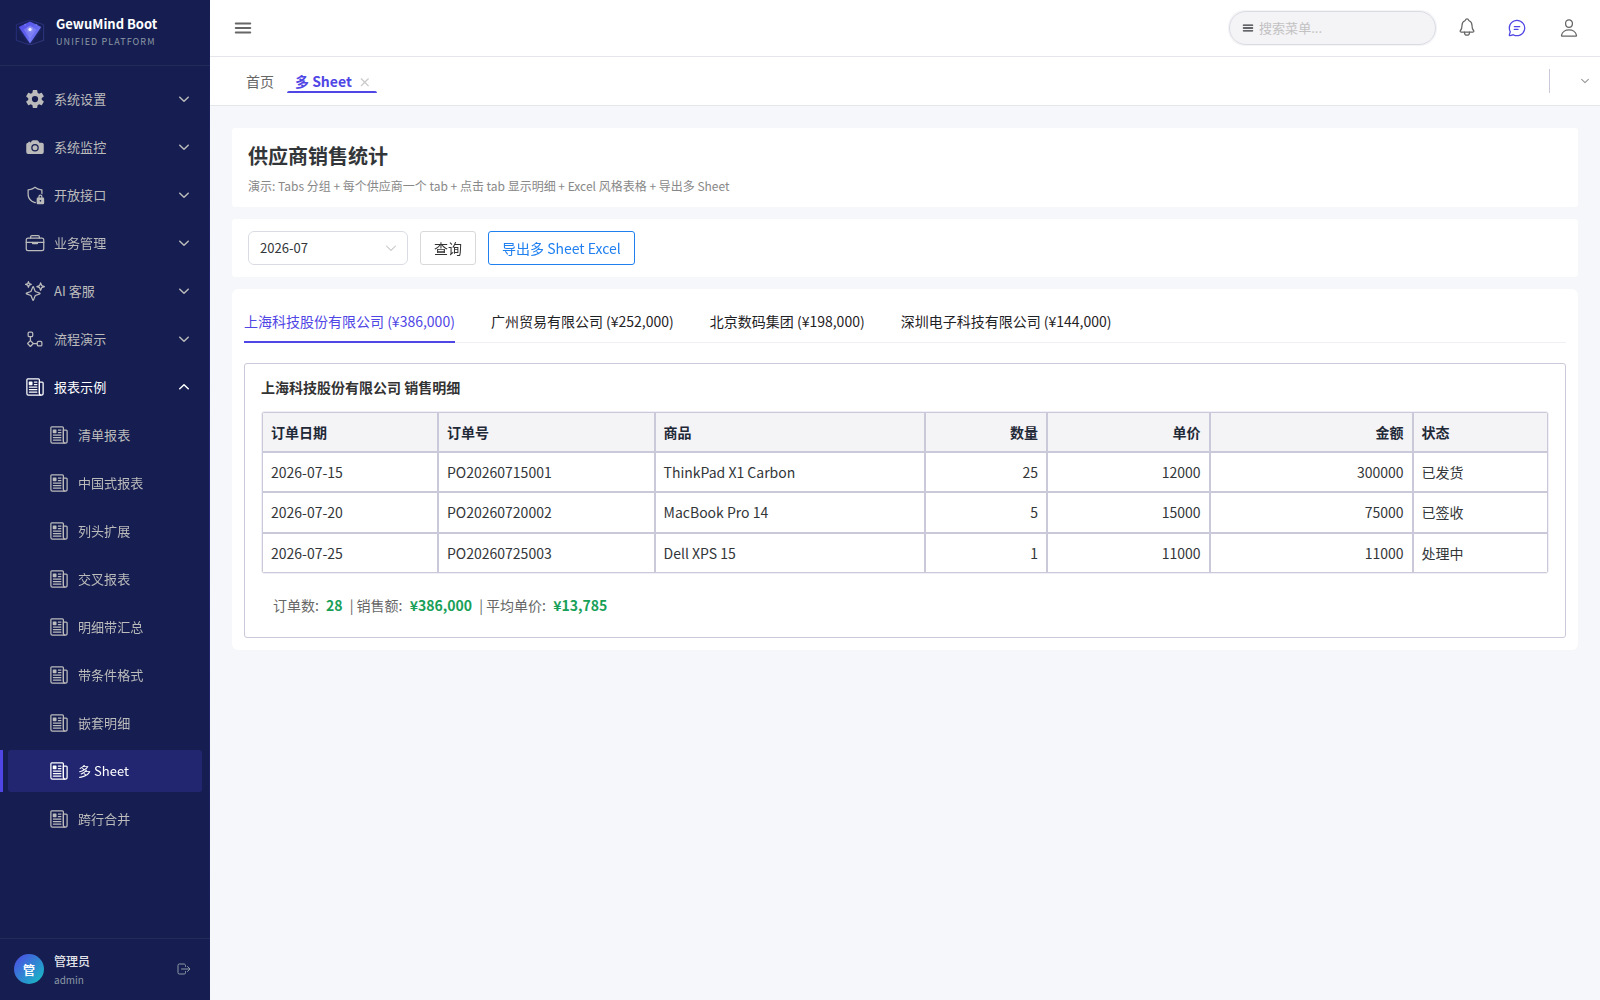 GewuMind Boot
UNIFIED PLATFORM
系统设置
系统监控
开放接口
业务管理
AI 客服
流程演示
报表示例
清单报表
中国式报表
列头扩展
交叉报表
明细带汇总
带条件格式
嵌套明细
多 Sheet
跨行合并
管
管理员
admin
搜索菜单...
首页
多 Sheet
供应商销售统计
演示: Tabs 分组 + 每个供应商一个 tab + 点击 tab 显示明细 + Excel 风格表格 + 导出多 Sheet
2026-07
查询
导出多 Sheet Excel
上海科技股份有限公司 (¥386,000) 广州贸易有限公司 (¥252,000) 北京数码集团 (¥198,000) 深圳电子科技有限公司 (¥144,000)
上海科技股份有限公司 销售明细
订单日期 订单号 商品 数量 单价 金额 状态
2026-07-15 PO20260715001 ThinkPad X1 Carbon 25 12000 300000 已发货
2026-07-20 PO20260720002 MacBook Pro 14 5 15000 75000 已签收
2026-07-25 PO20260725003 Dell XPS 15 1 11000 11000 处理中
订单数: 28 | 销售额: ¥386,000 | 平均单价: ¥13,785